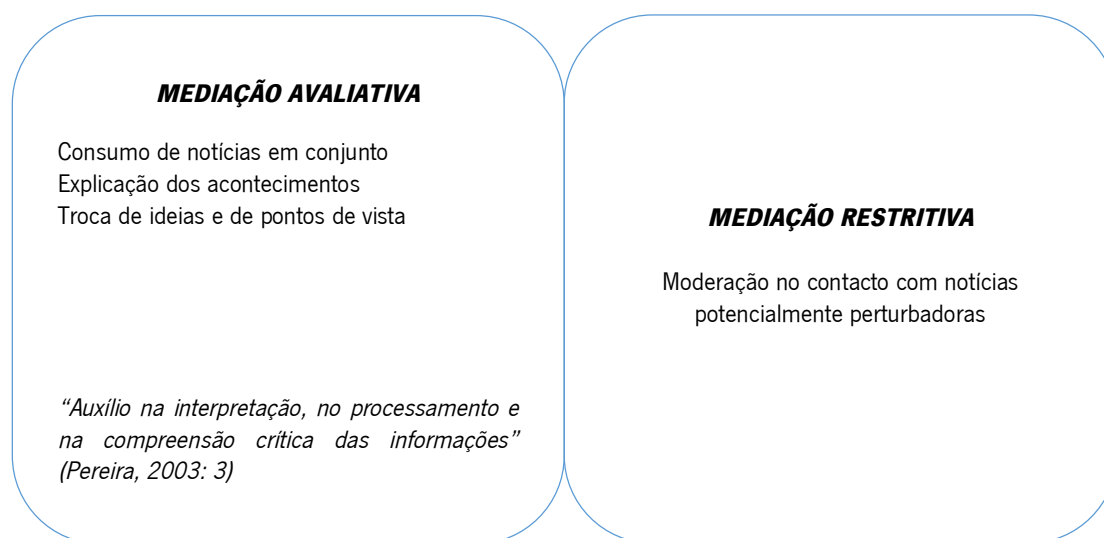 MEDIAÇÃO AVALIATIVA
Consumo de notícias em conjunto
Explicação dos acontecimentos
Troca de ideias e de pontos de vista
“Auxílio na interpretação, no processamento e
na compreensão crítica das informações”
(Pereira, 2003: 3)
MEDIAÇÃO RESTRITIVA
Moderação no contacto com notícias
potencialmente perturbadoras